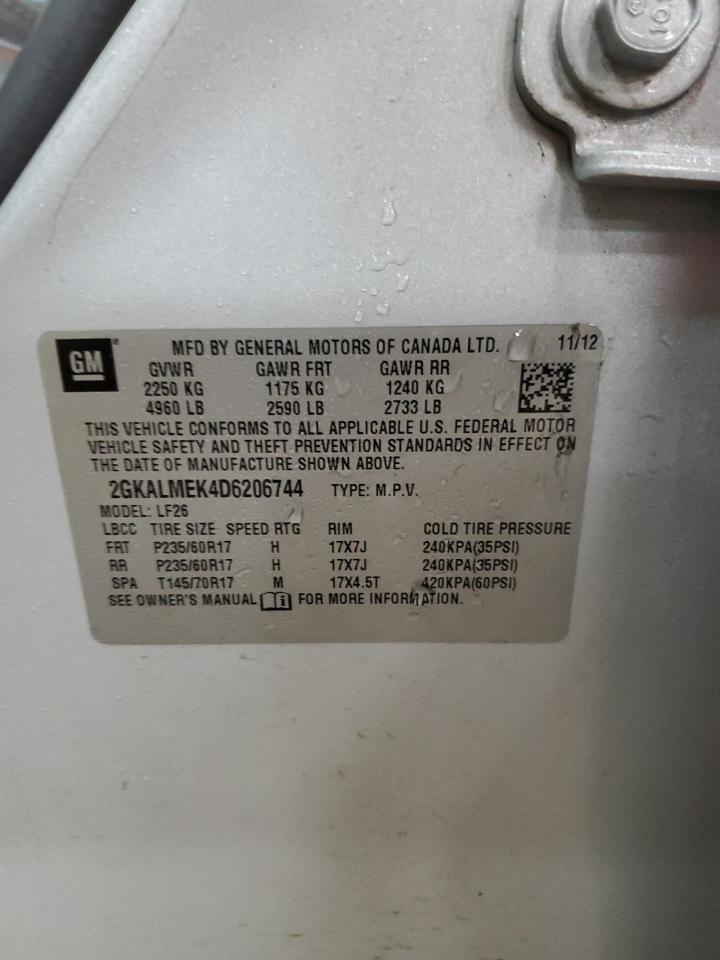 GM
MFD BY GENERAL MOTORS OF CANADA LTD. 11/12
GVWR GAWR FRT GAWR RR
2250 KG 1175 KG 1240 KG
4960 LB 2590 LB 2733 LB
THIS VEHICLE CONFORMS TO ALL APPLICABLE U.S. FEDERAL MOTOR
VEHICLE SAFETY AND THEFT PREVENTION STANDARDS IN EFFECT ON
THE DATE OF MANUFACTURE SHOWN ABOVE.
2GKALMEK4D6206744 TYPE: M.P.V.
MODEL: LF26
LBCC TIRE SIZE SPEED RTG RIM COLD TIRE PRESSURE
FRT P235/60R17 H 17X7J 240KPA(35PSI)
RR P235/60R17 H 17X7J 240KPA(35PSI)
SPA T145/70R17 M 17X4.5T 420KPA(60PSI)
SEE OWNER'S MANUAL FOR MORE INFORMATION.